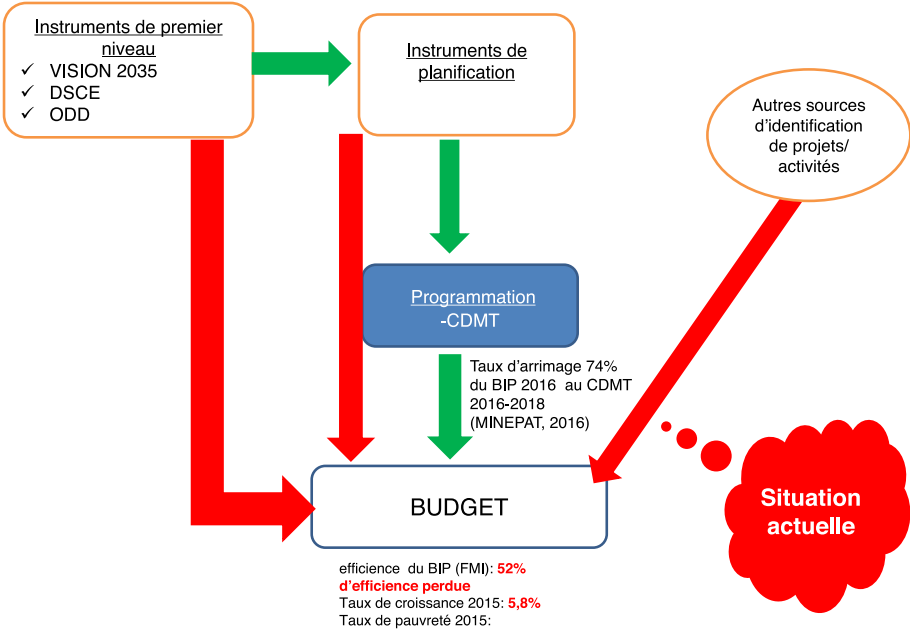 Instruments de premier
niveau
✓ VISION 2035
✓ DSCE
✓ ODD
Instruments de
planification
Autres sources
d'identification
de projets/
activités
Programmation
-CDMT
Taux d'arrimage 74%
du BIP 2016 au CDMT
2016-2018
(MINEPAT, 2016)
BUDGET
Situation
actuelle
efficience du BIP (FMI): 52%
d'efficience perdue
Taux de croissance 2015: 5,8%
Taux de pauvreté 2015: